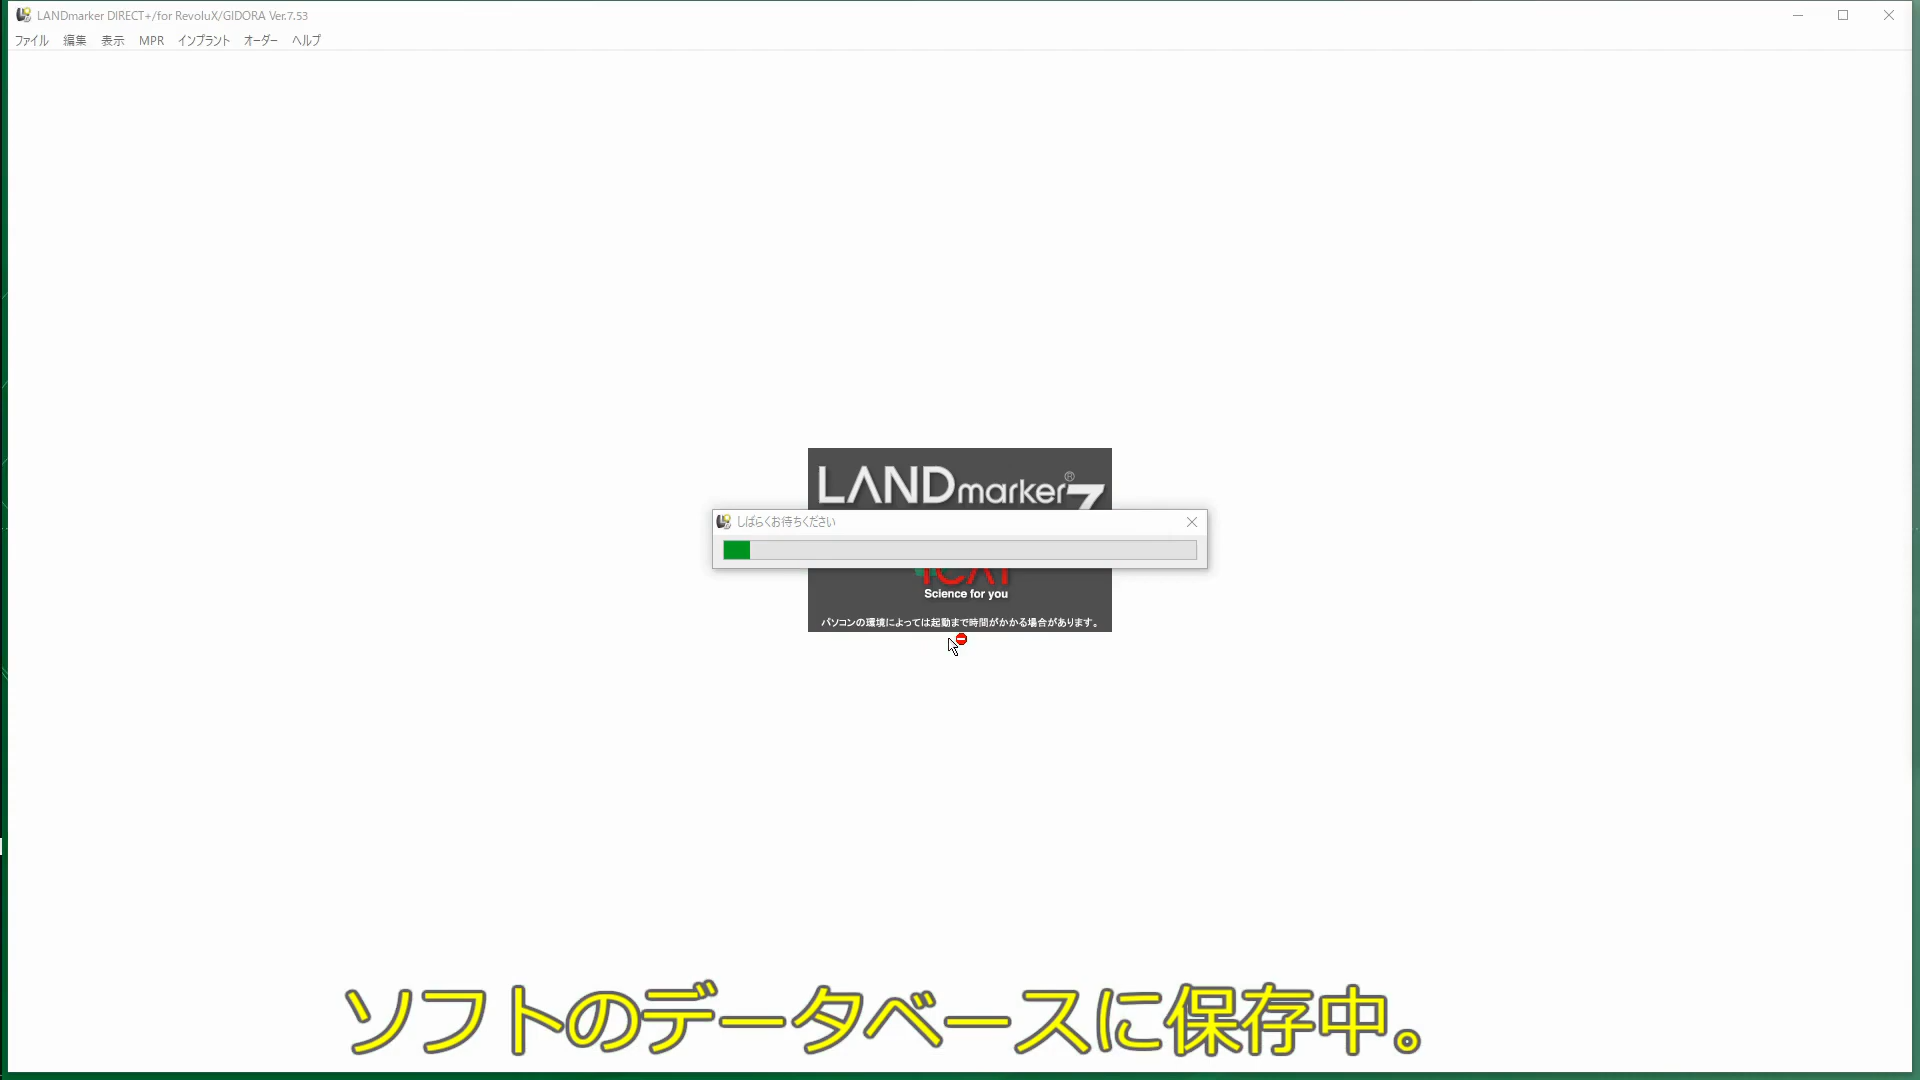 LANDmarker DIRECT+/for RevoluX/GIDORA Ver.7.53
ファイル 編集 表示 MPR インプラント オーダー ヘルプ
LANDmarker® 7
しばらくお待ちください
iCAT
Science for you
パソコンの環境によっては起動まで時間がかかる場合があります。
ソフトのデータベースに保存中。